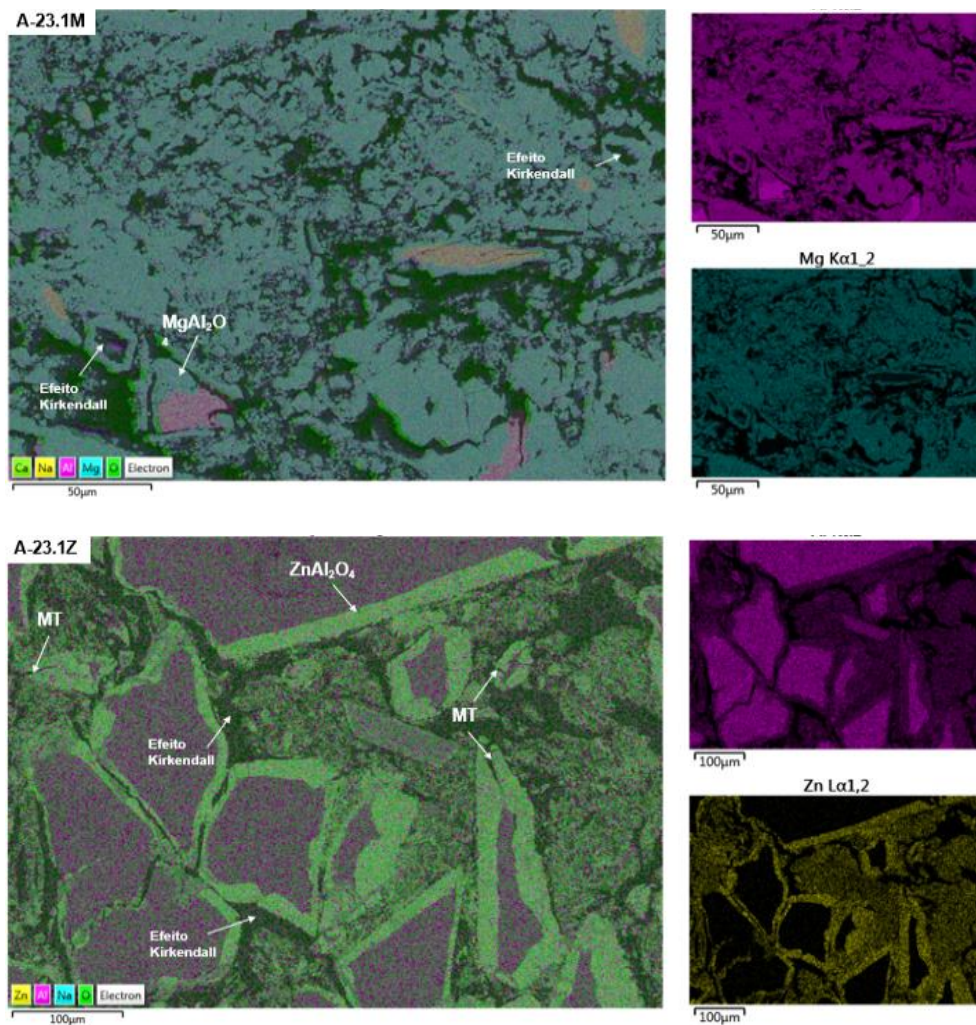 A-23.1M
Efeito
Kirkendall
MgAl₂O
Efeito
Kirkendall
Ca Na Al Mg O Electron
50µm
50µm
Mg Kα1_2
50µm
A-23.1Z
ZnAl₂O₄
MT
MT
Efeito
Kirkendall
Efeito
Kirkendall
Zn Al Na O Electron
100µm
100µm
Zn Lα1,2
100µm